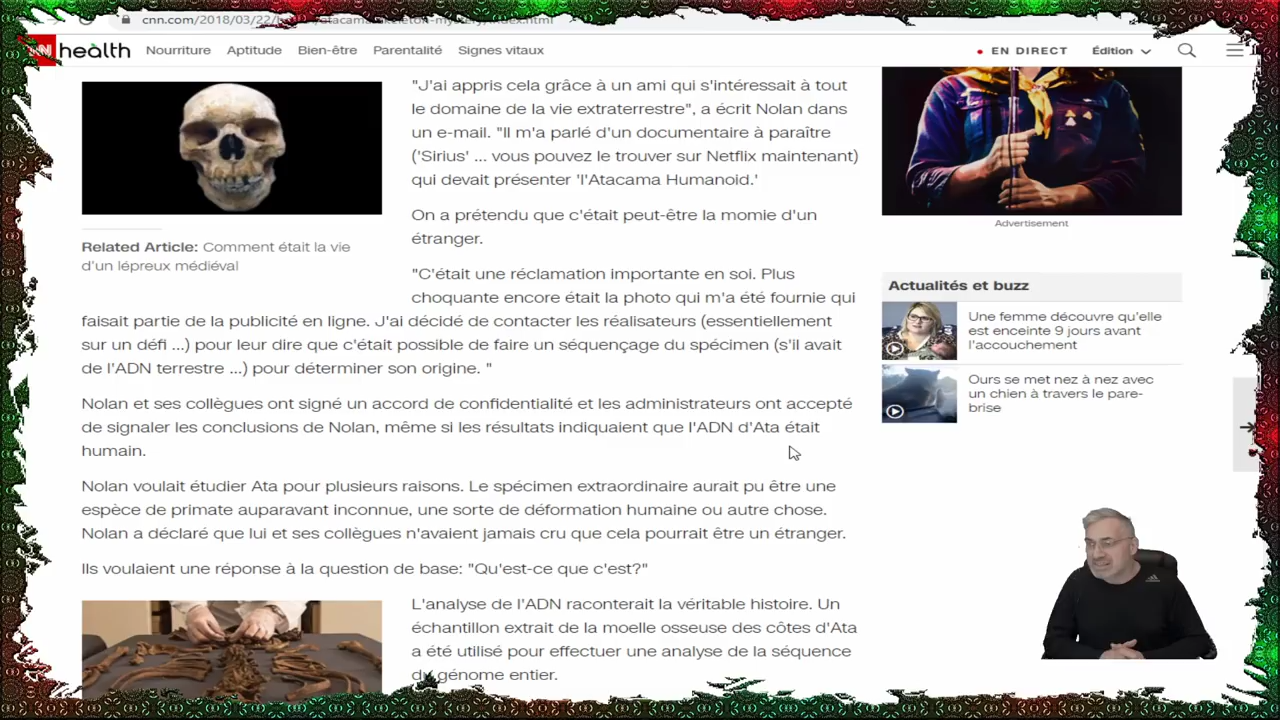 cnn.com/2018/03/22/
health
Nourriture
Aptitude
Bien-être
Parentalité
Signes vitaux
EN DIRECT
Édition
"J'ai appris cela grâce à un ami qui s'intéressait à tout
le domaine de la vie extraterrestre", a écrit Nolan dans
un e-mail. "Il m'a parlé d'un documentaire à paraître
('Sirius' ... vous pouvez le trouver sur Netflix maintenant)
qui devait présenter 'l'Atacama Humanoid.'
On a prétendu que c'était peut-être la momie d'un
étranger.
Related Article: Comment était la vie
d'un lépreux médiéval
"C'était une réclamation importante en soi. Plus
choquante encore était la photo qui m'a été fournie qui
faisait partie de la publicité en ligne. J'ai décidé de contacter les réalisateurs (essentiellement
sur un défi ...) pour leur dire que c'était possible de faire un séquençage du spécimen (s'il avait
de l'ADN terrestre ...) pour déterminer son origine. "
Nolan et ses collègues ont signé un accord de confidentialité et les administrateurs ont accepté
de signaler les conclusions de Nolan, même si les résultats indiquaient que l'ADN d'Ata était
humain.
Nolan voulait étudier Ata pour plusieurs raisons. Le spécimen extraordinaire aurait pu être une
espèce de primate auparavant inconnue, une sorte de déformation humaine ou autre chose.
Nolan a déclaré que lui et ses collègues n'avaient jamais cru que cela pourrait être un étranger.
Ils voulaient une réponse à la question de base: "Qu'est-ce que c'est?"
L'analyse de l'ADN raconterait la véritable histoire. Un
échantillon extrait de la moelle osseuse des côtes d'Ata
a été utilisé pour effectuer une analyse de la séquence
du génome entier.
Advertisement
Actualités et buzz
Une femme découvre qu'elle
est enceinte 9 jours avant
l'accouchement
Ours se met nez à nez avec
un chien à travers le pare-
brise